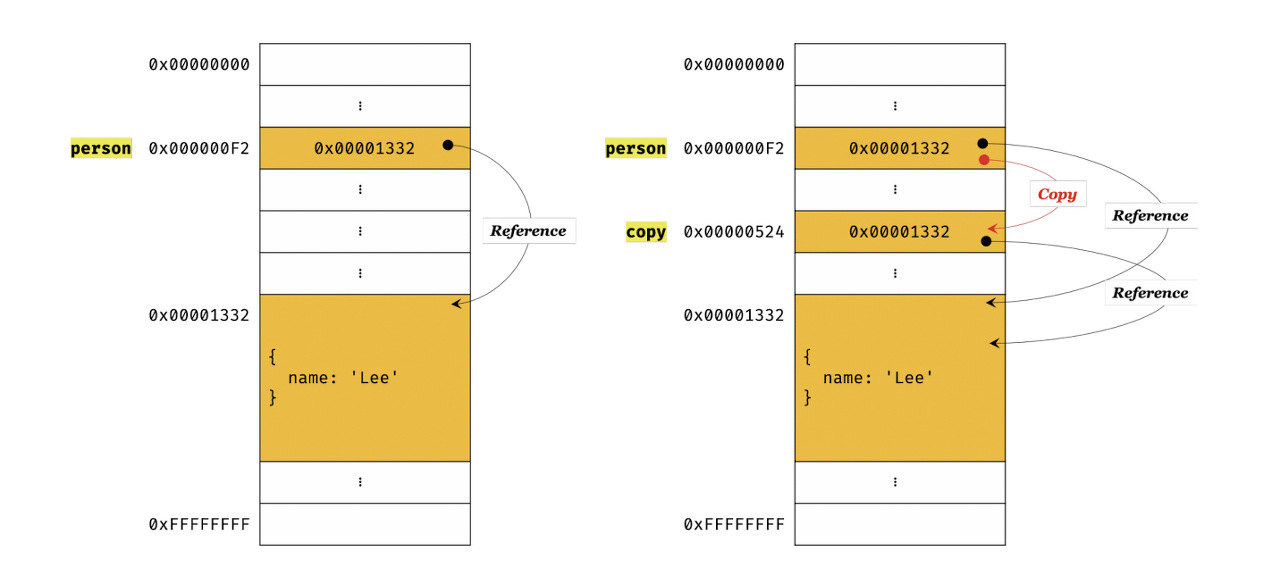 0x00000000
⋮
person 0x000000F2 0x00001332
⋮
Reference
⋮
0x00001332
{
name: 'Lee'
}
⋮
0xFFFFFFFF
0x00000000
⋮
person 0x000000F2 0x00001332
⋮
Copy
Reference
copy 0x00000524 0x00001332
⋮
Reference
0x00001332
{
name: 'Lee'
}
⋮
0xFFFFFFFF